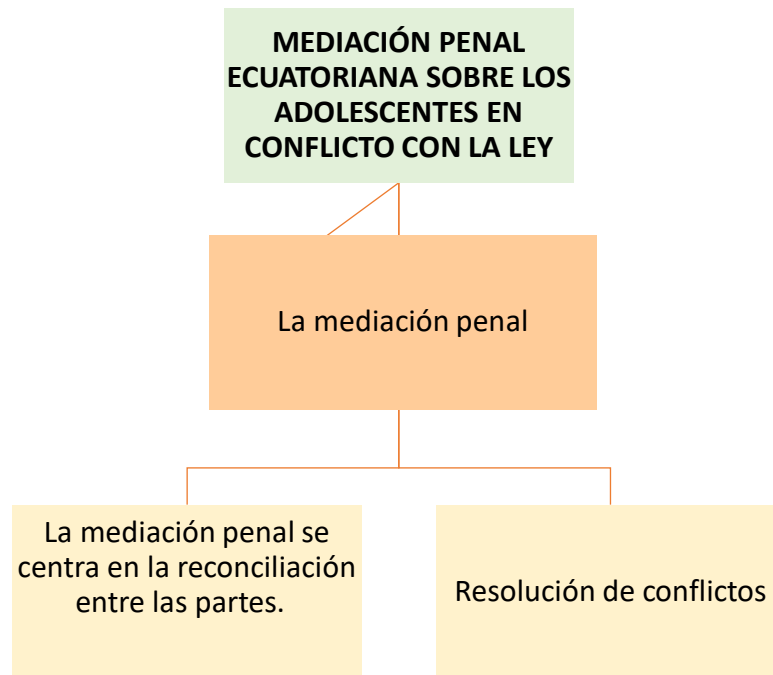 MEDIACIÓN PENAL
ECUATORIANA SOBRE LOS
ADOLESCENTES EN
CONFLICTO CON LA LEY
La mediación penal
La mediación penal se
centra en la reconciliación
entre las partes.
Resolución de conflictos